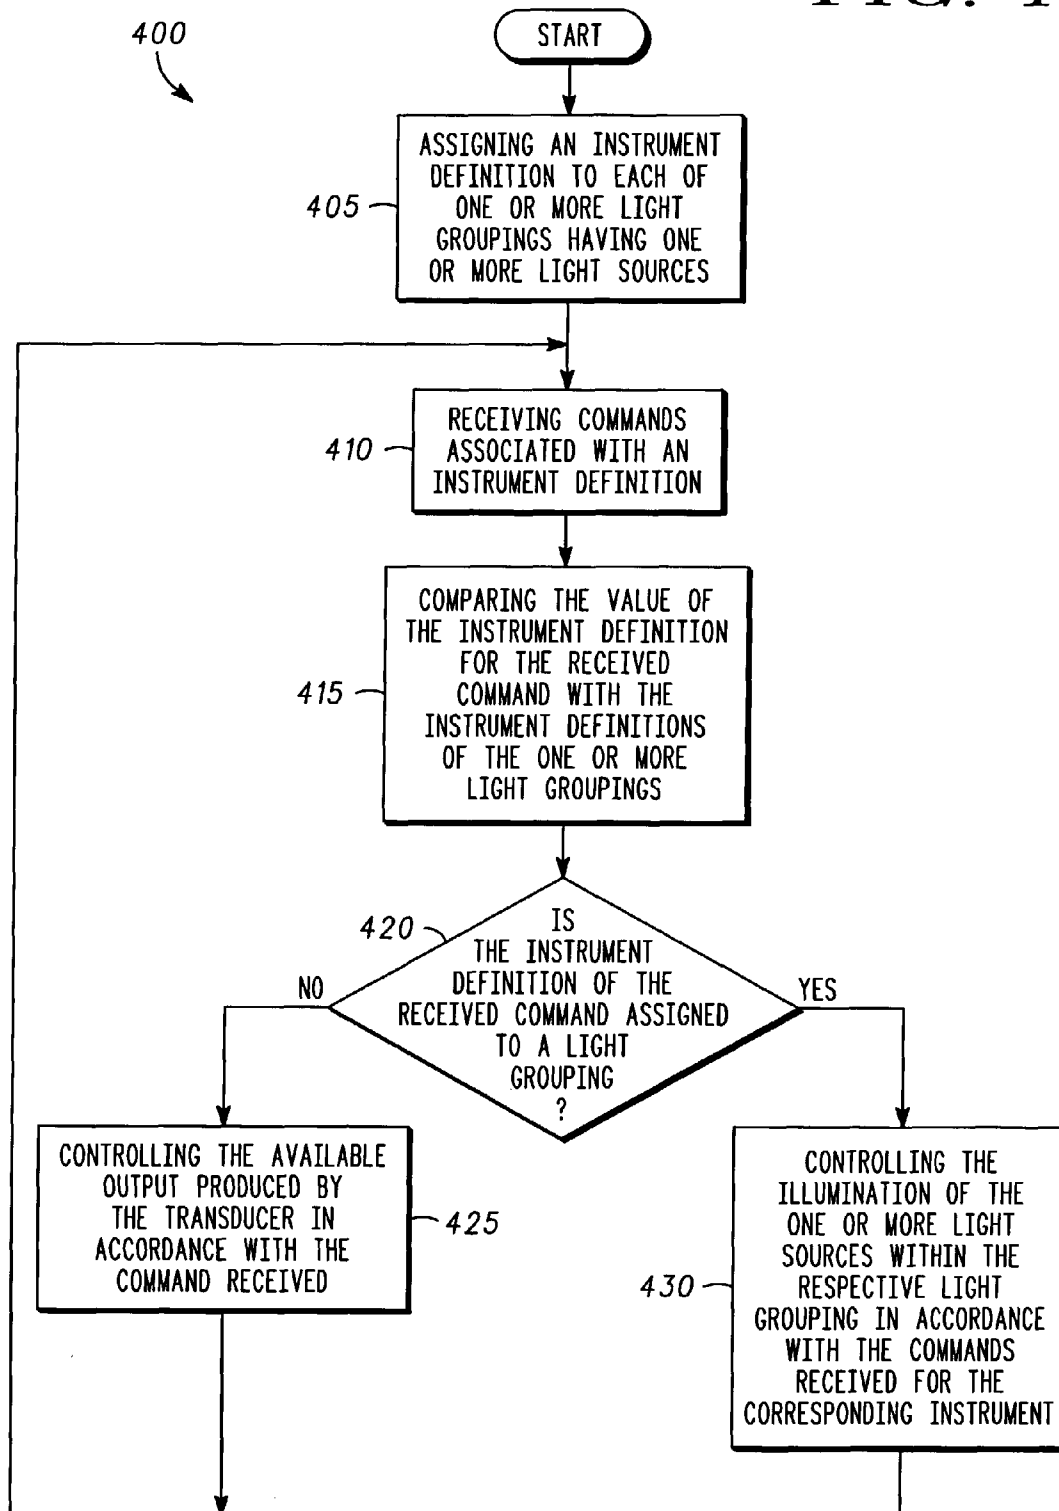 400
START
ASSIGNING AN INSTRUMENT
DEFINITION TO EACH OF
ONE OR MORE LIGHT
GROUPINGS HAVING ONE
OR MORE LIGHT SOURCES
405
RECEIVING COMMANDS
ASSOCIATED WITH AN
INSTRUMENT DEFINITION
410
COMPARING THE VALUE OF
THE INSTRUMENT DEFINITION
FOR THE RECEIVED
COMMAND WITH THE
INSTRUMENT DEFINITIONS
OF THE ONE OR MORE
LIGHT GROUPINGS
415
420
IS
THE INSTRUMENT
DEFINITION OF THE
RECEIVED COMMAND ASSIGNED
TO A LIGHT
GROUPING
?
NO
YES
CONTROLLING THE AVAILABLE
OUTPUT PRODUCED BY
THE TRANSDUCER IN
ACCORDANCE WITH THE
COMMAND RECEIVED
425
CONTROLLING THE
ILLUMINATION OF THE
ONE OR MORE LIGHT
SOURCES WITHIN THE
RESPECTIVE LIGHT
GROUPING IN ACCORDANCE
WITH THE COMMANDS
RECEIVED FOR THE
CORRESPONDING INSTRUMENT
430